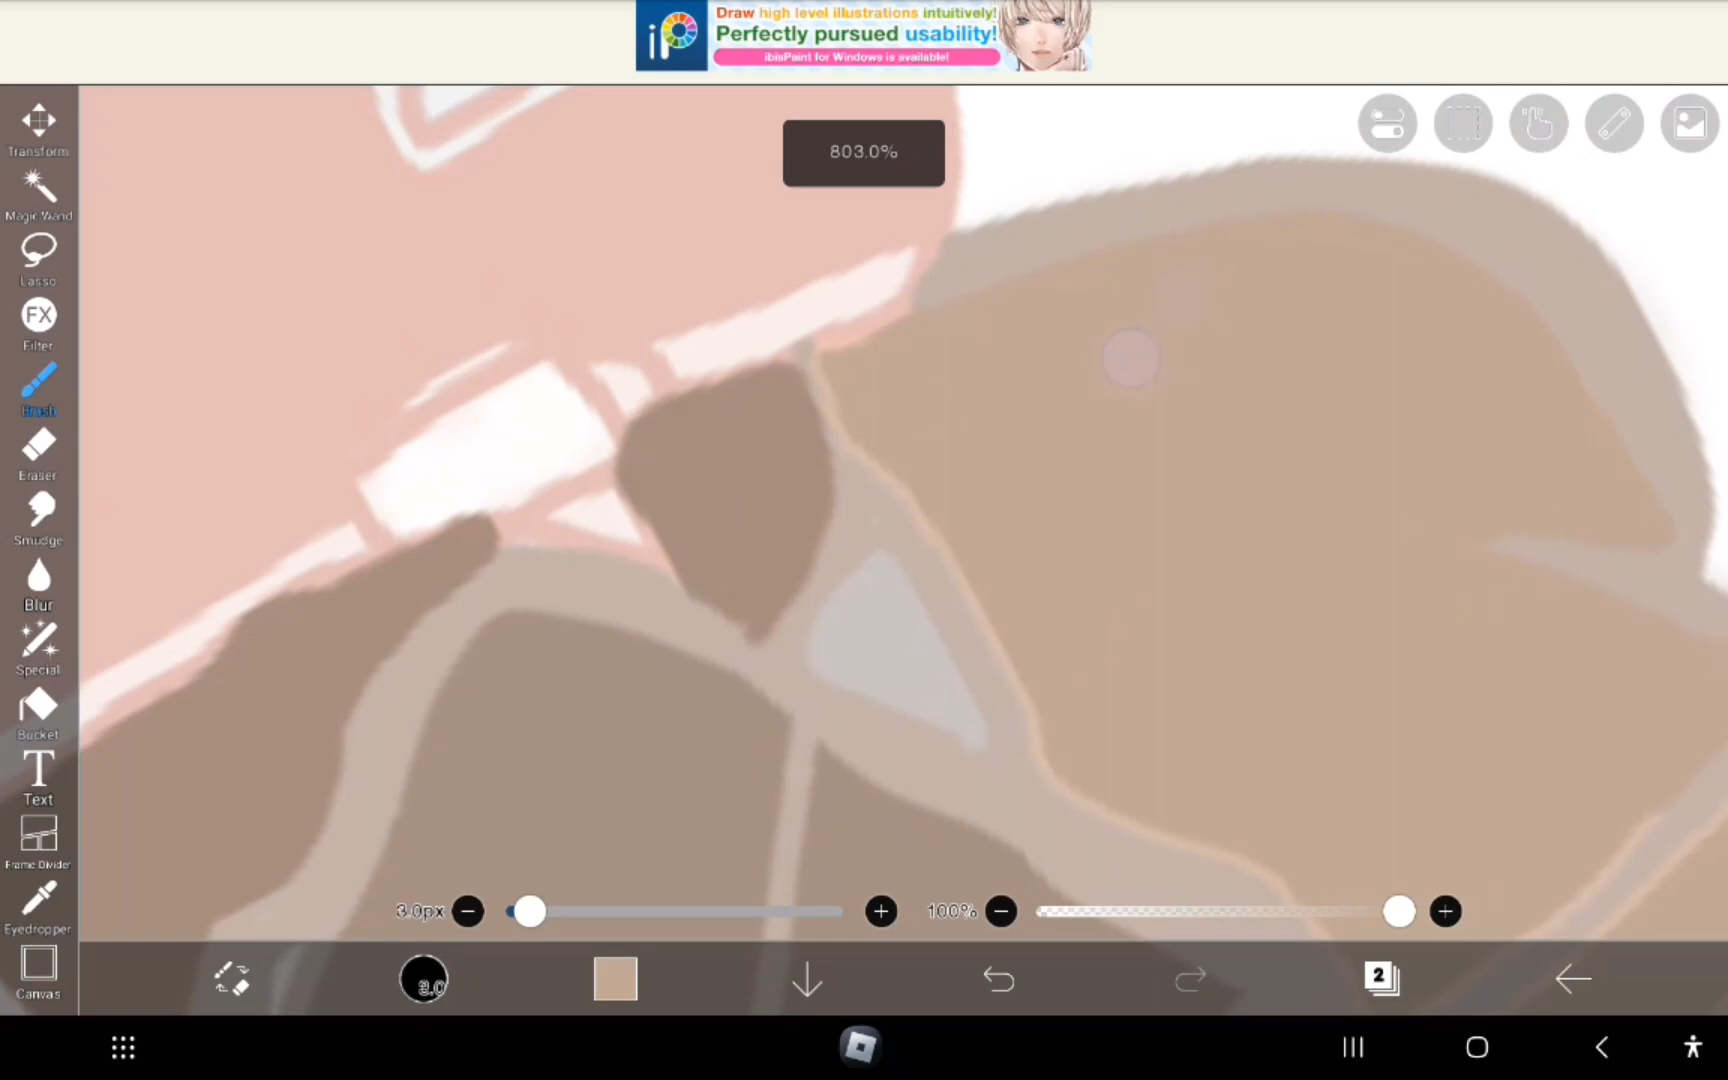 iP
Draw high level illustrations intuitively!
Perfectly pursued usability!
ibisPaint for Windows is available!
803.0%
Transform
Magic Wand
Lasso
FX
Filter
Brush
Eraser
Smudge
Blur
Special
Bucket
T
Text
Frame Divider
Eyedropper
Canvas
3.0px
100%
3.0
2